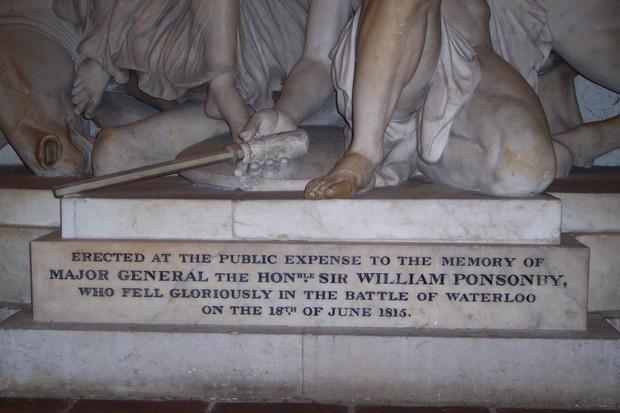 ERECTED AT THE PUBLIC EXPENSE TO THE MEMORY OF
MAJOR GENERAL THE HONBLE. SIR WILLIAM PONSONBY,
WHO FELL GLORIOUSLY IN THE BATTLE OF WATERLOO
ON THE 18TH OF JUNE 1815.